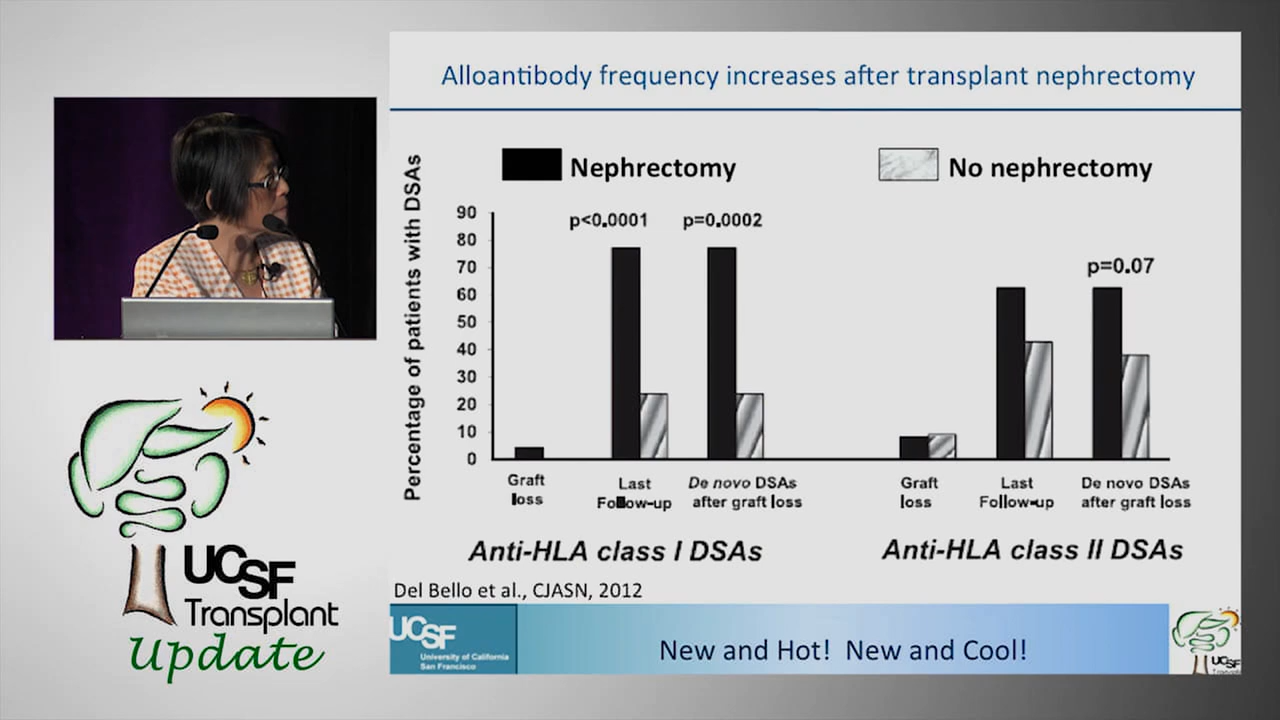 Alloantibody frequency increases after transplant nephrectomy
Nephrectomy
No nephrectomy
Percentage of patients with DSAs
90
80
70
60
50
40
30
20
10
0
p<0.0001
p=0.0002
p=0.07
Graft
loss
Last
Follow-up
De novo DSAs
after graft loss
Graft
loss
Last
Follow-up
De novo DSAs
after graft loss
Anti-HLA class I DSAs
Anti-HLA class II DSAs
Del Bello et al., CJASN, 2012
UCSF
University of California
San Francisco
New and Hot! New and Cool!
UCSF
UCSF
Transplant
Update